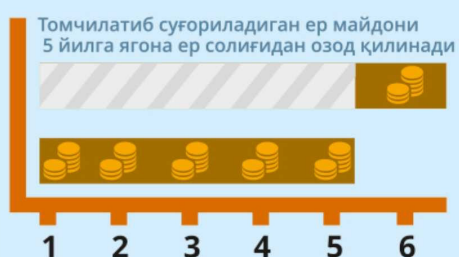 Томчилатиб суғориладиган ер майдони
5 йилга ягона ер солиғидан озод қилинади
1 2 3 4 5 6